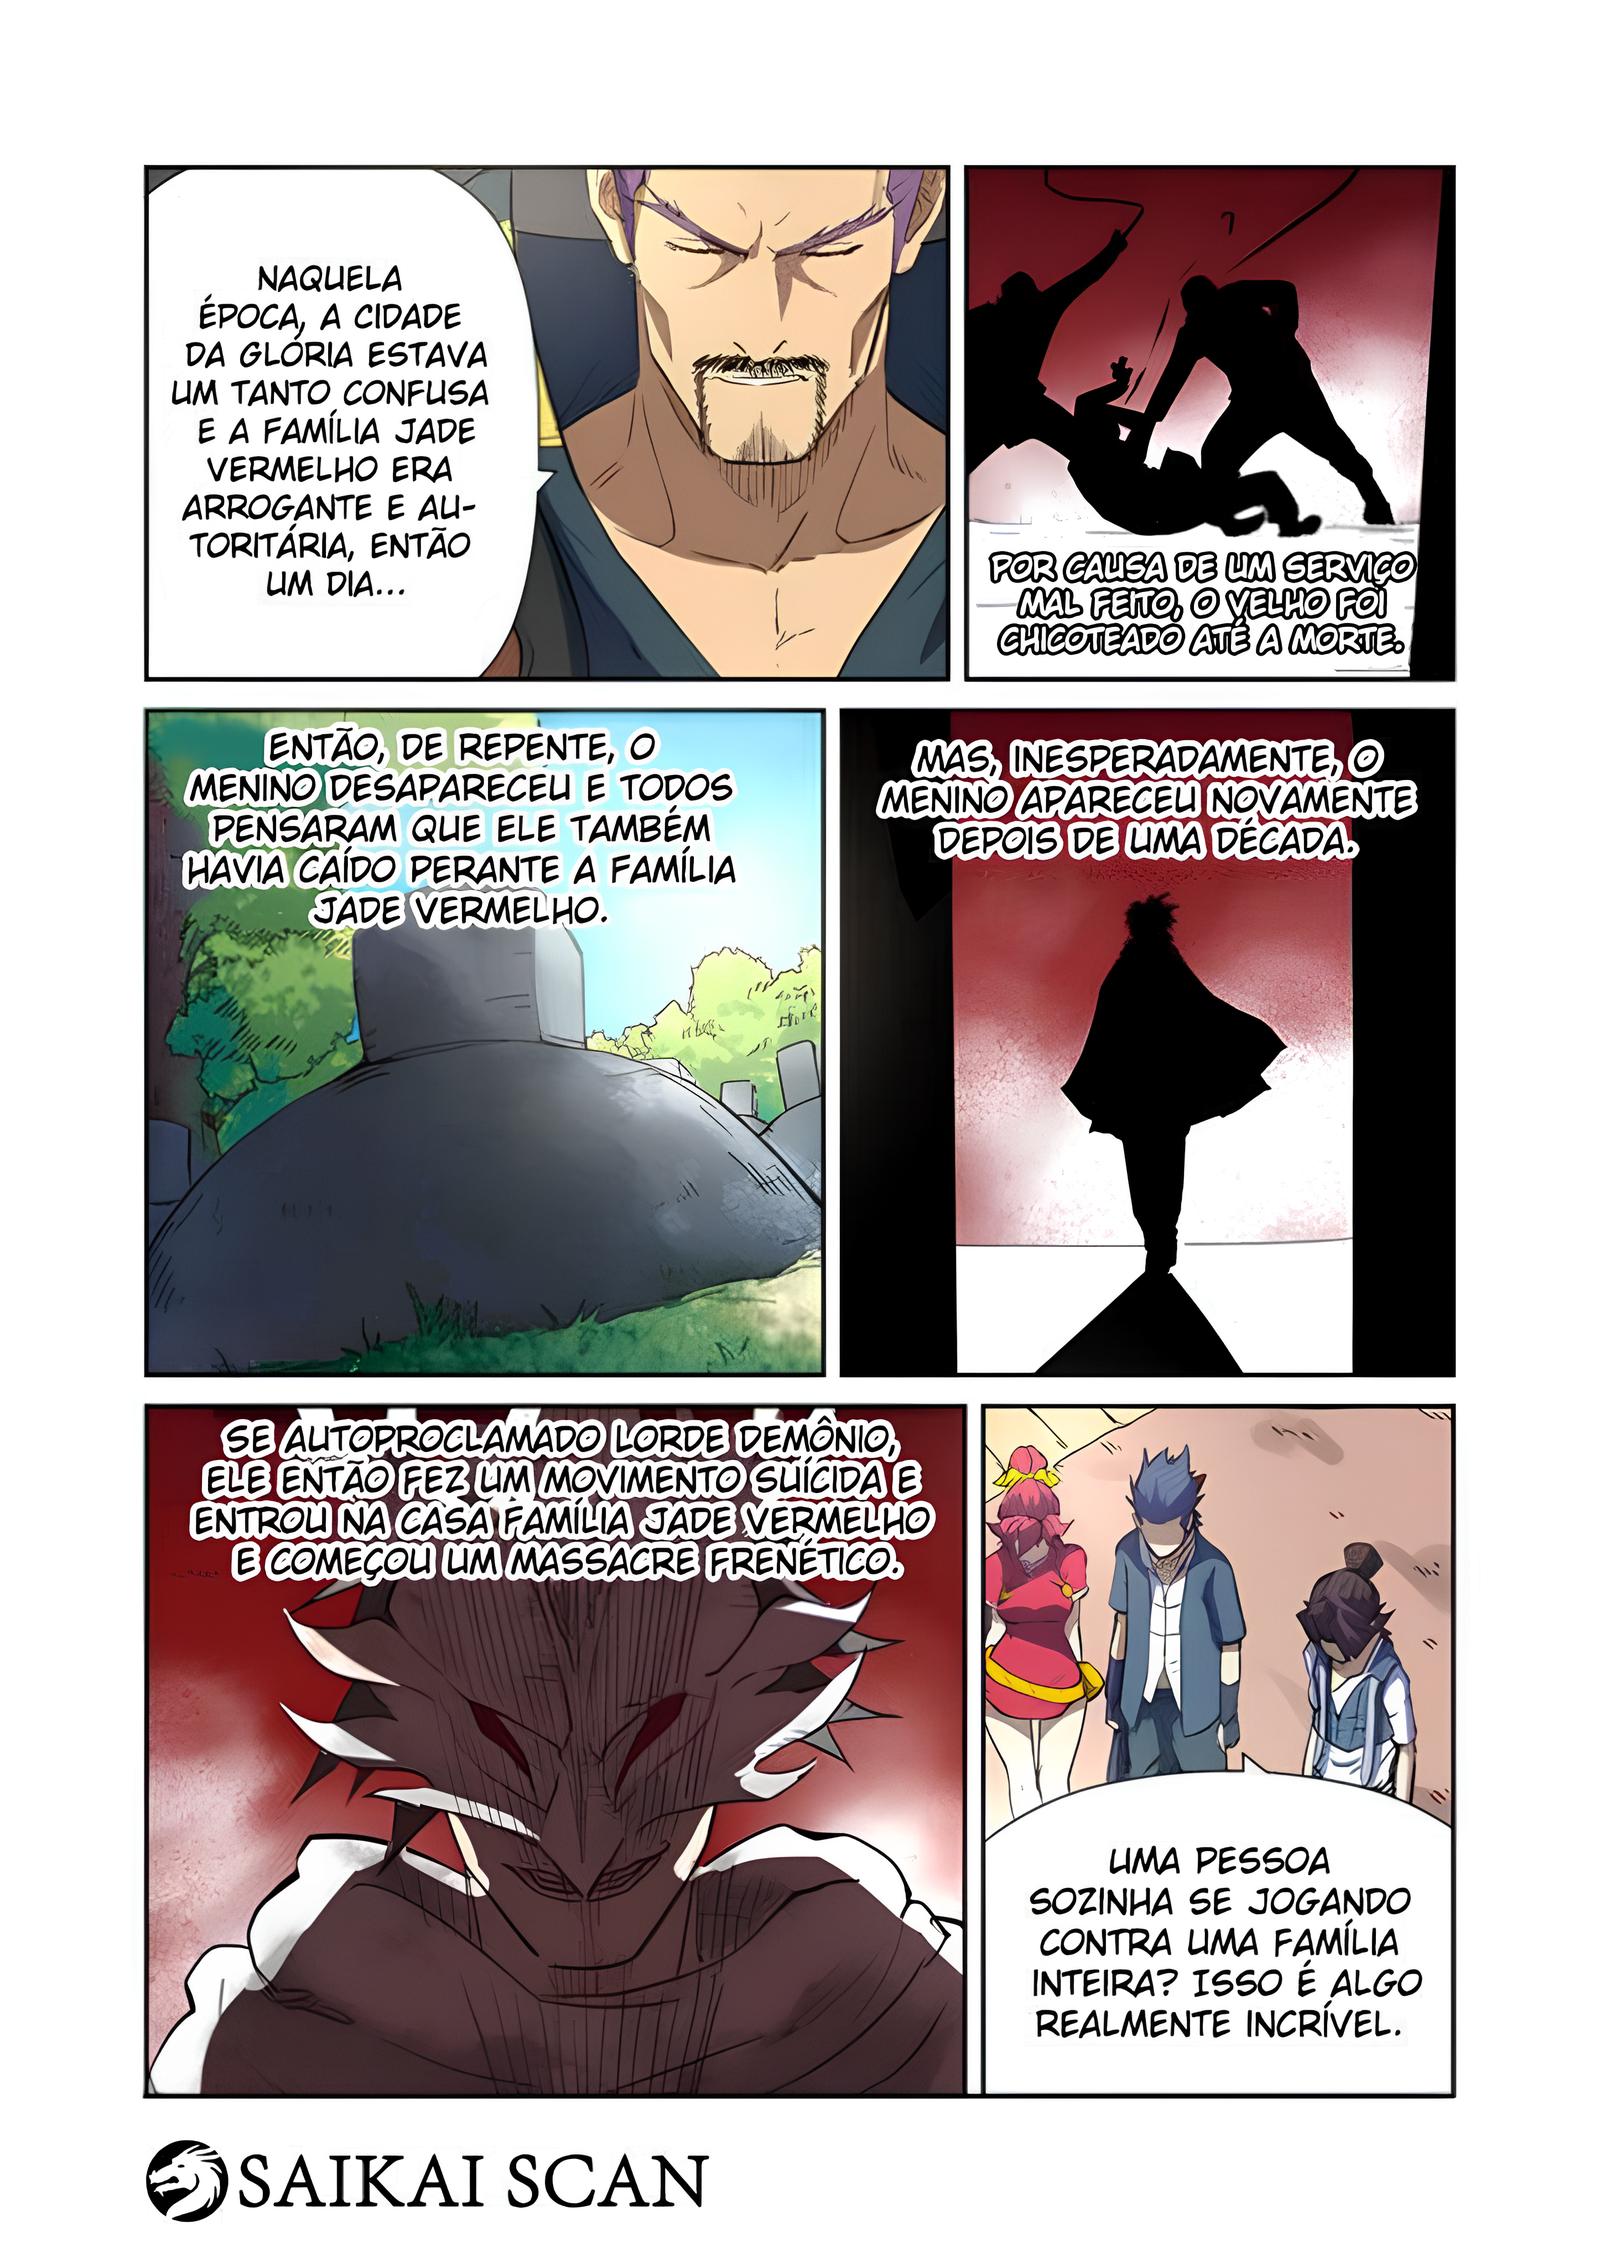 NAQUELA
ÉPOCA, A CIDADE
DA GLÓRIA ESTAVA
UM TANTO CONFUSA
E A FAMÍLIA JADE
VERMELHO ERA
ARROGANTE E AU-
TORITÁRIA, ENTÃO
UM DIA...
POR CAUSA DE UM SERVIÇO
MAL FEITO, O VELHO FOI
CHICOTEADO ATÉ A MORTE.
ENTÃO, DE REPENTE, O
MENINO DESAPARECEU E TODOS
PENSARAM QUE ELE TAMBÉM
HAVIA CAÍDO PERANTE A FAMÍLIA
JADE VERMELHO.
MAS, INESPERADAMENTE, O
MENINO APARECEU NOVAMENTE
DEPOIS DE UMA DÉCADA.
SE AUTOPROCLAMADO LORDE DEMÔNIO,
ELE ENTÃO FEZ UM MOVIMENTO SUÍCIDA E
ENTROU NA CASA FAMÍLIA JADE VERMELHO
E COMEÇOU UM MASSACRE FRENÉTICO.
UMA PESSOA
SOZINHA SE JOGANDO
CONTRA UMA FAMÍLIA
INTEIRA? ISSO É ALGO
REALMENTE INCRÍVEL.
SAIKAI SCAN